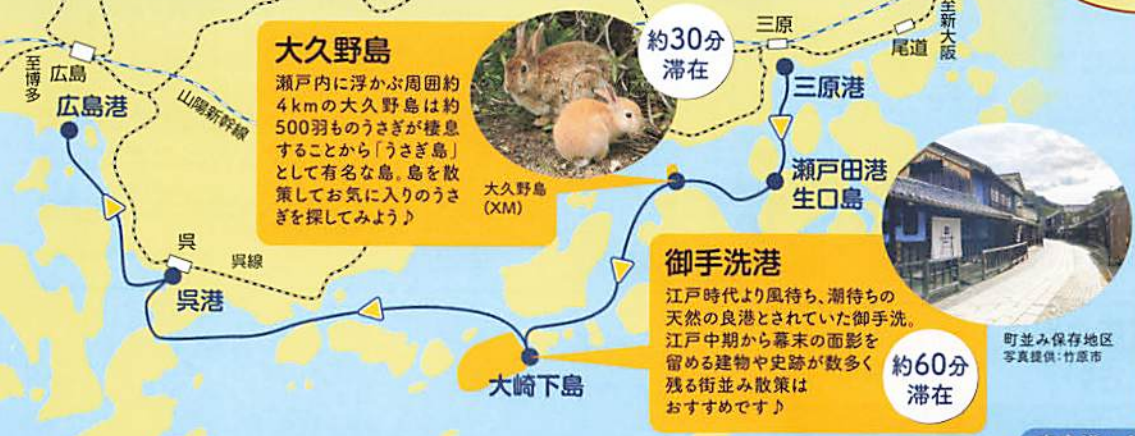 至博多
広島
広島港
山陽新幹線
大久野島
瀬戸内に浮かぶ周囲約
4kmの大久野島は約
500羽ものうさぎが棲息
することから「うさぎ島」
として有名な島。島を散
策してお気に入りのうさ
ぎを探してみよう♪
大久野島
(XM)
約30分
滞在
三原
尾道
至新大阪
三原港
瀬戸田港
生口島
呉
呉線
呉港
大崎下島
御手洗港
江戸時代より風待ち、潮待ちの
天然の良港とされていた御手洗。
江戸中期から幕末の面影を
留める建物や史跡が数多く
残る街並み散策は
おすすめです♪
約60分
滞在
町並み保存地区
写真提供:竹原市